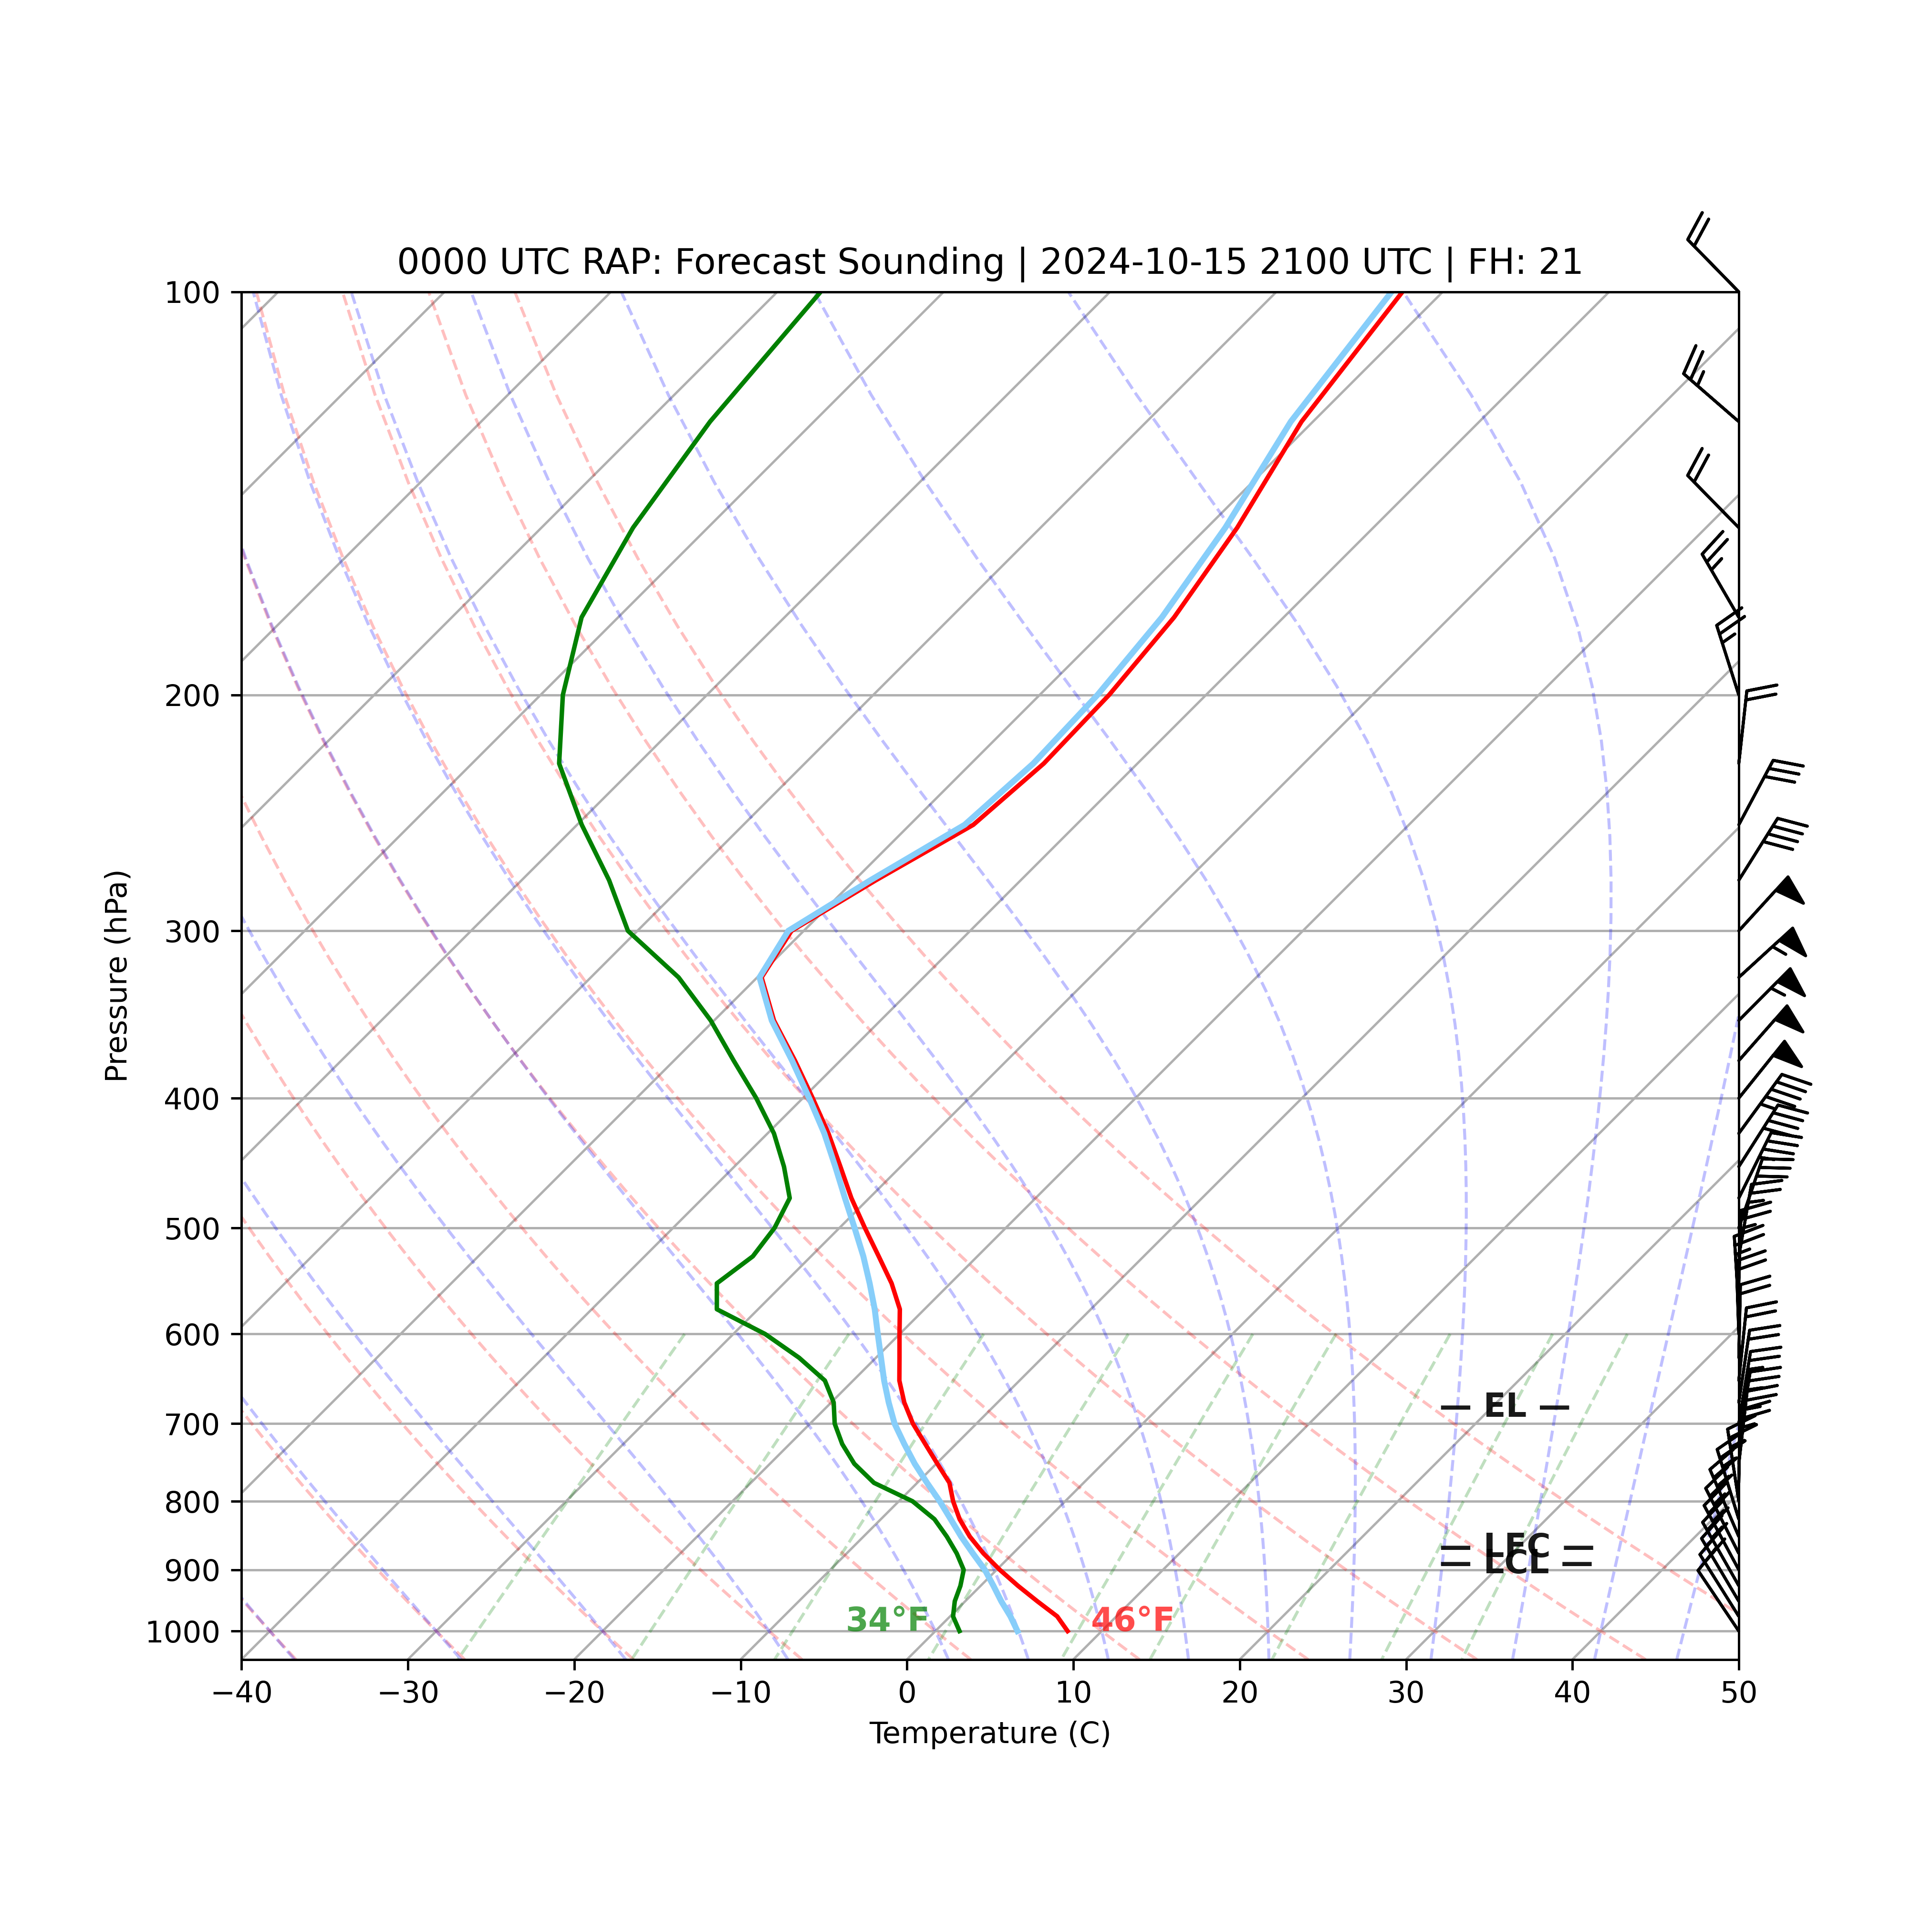 0000 UTC RAP: Forecast Sounding | 2024-10-15 2100 UTC | FH: 21
100
200
300
400
500
600
700
800
900
1000
Pressure (hPa)
— EL —
— LFC —
— LCL —
34°F
46°F
−40 −30 −20 −10 0 10 20 30 40 50
Temperature (C)